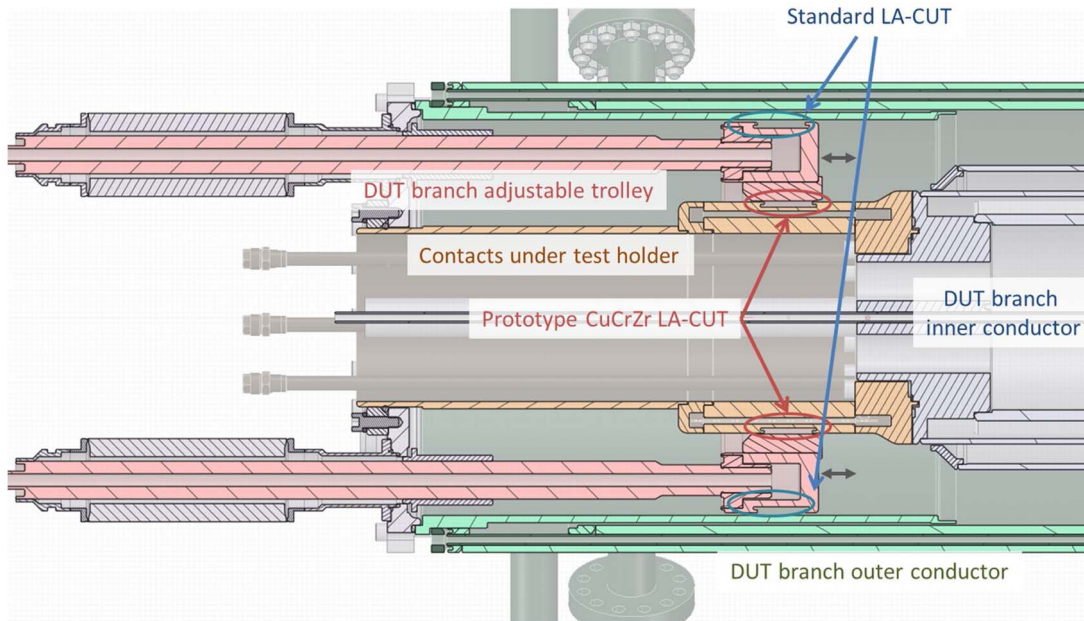 Standard LA-CUT
DUT branch adjustable trolley
Contacts under test holder
Prototype CuCrZr LA-CUT
DUT branch
inner conductor
DUT branch outer conductor